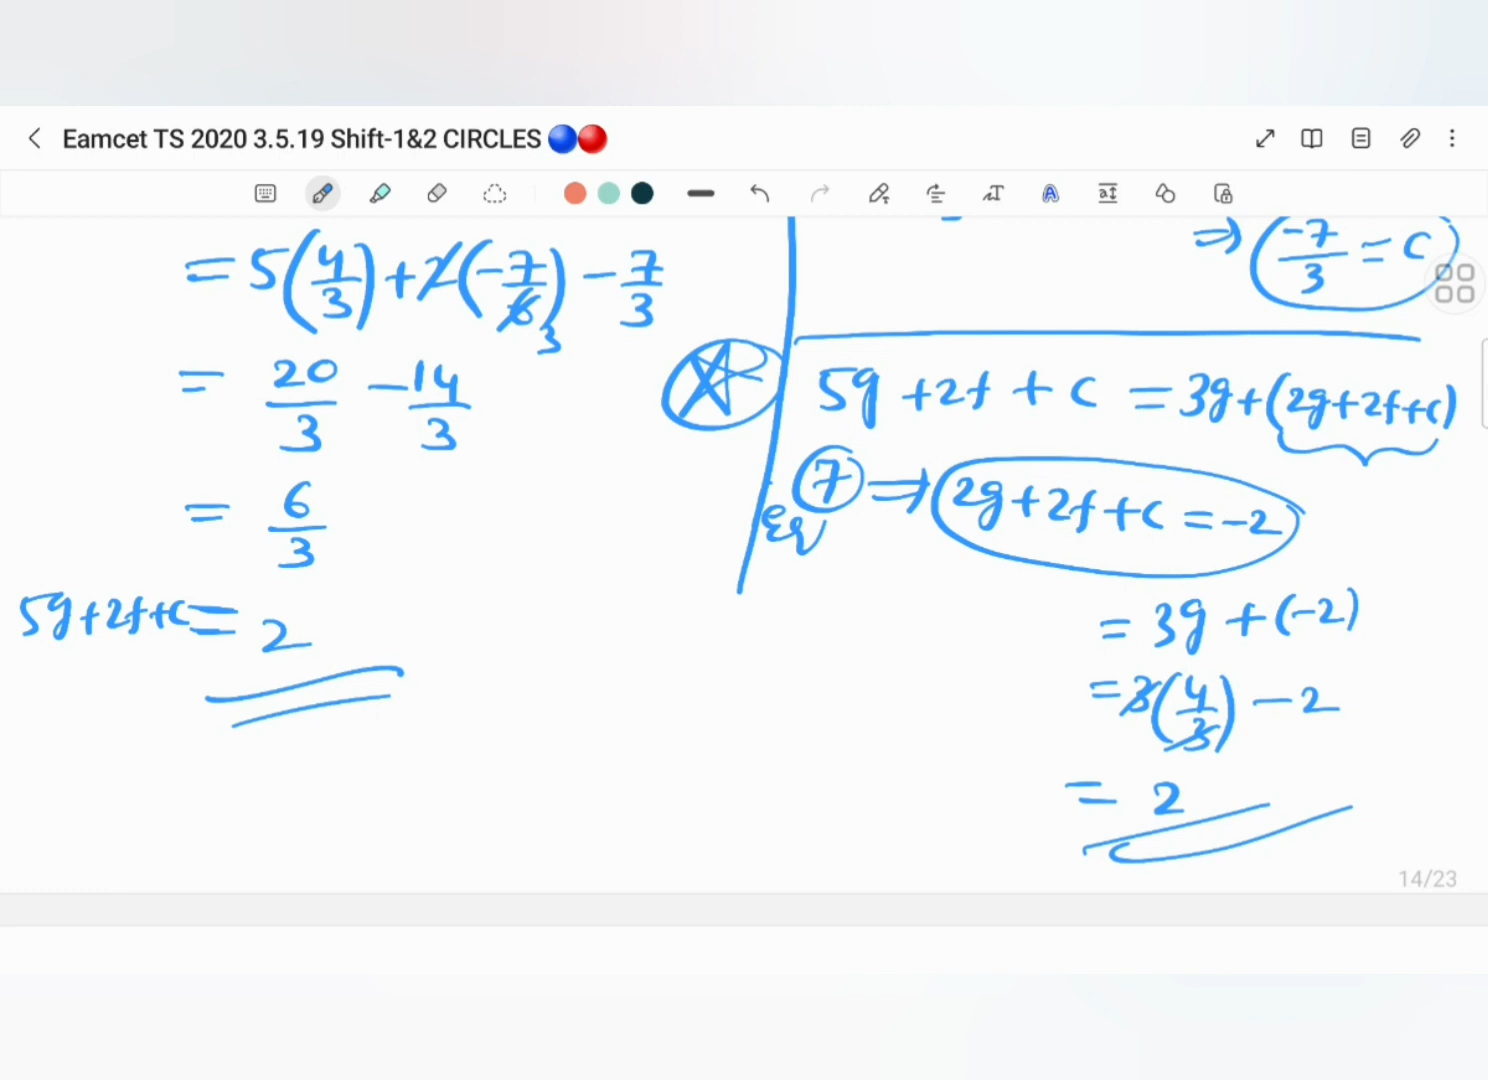 Eamcet TS 2020 3.5.19 Shift-1&2 CIRCLES
= 5(4/3) + 2(-7/6) - 7/3
3
= 20/3 - 14/3
= 6/3
5g+2f+c = 2
⇒ (-7/3 = c)
5g + 2f + c = 3g + (2g+2f+c)
Eq (7) ⇒ 2g+2f+c = -2
= 3g + (-2)
= 3(4/3) - 2
= 2
14/23